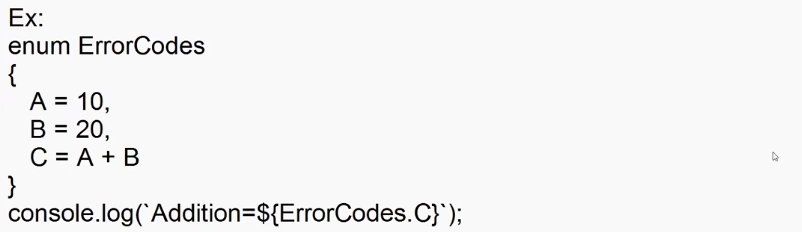 Ex:
enum ErrorCodes
{
A = 10,
B = 20,
C = A + B
}
console.log(`Addition=${ErrorCodes.C}`);